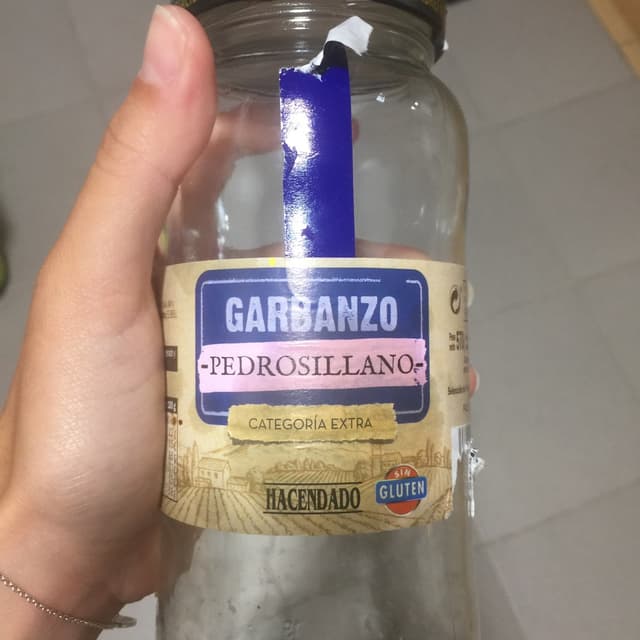 GARBANZO
-PEDROSILLANO-
CATEGORÍA EXTRA
HACENDADO
SIN
GLUTEN